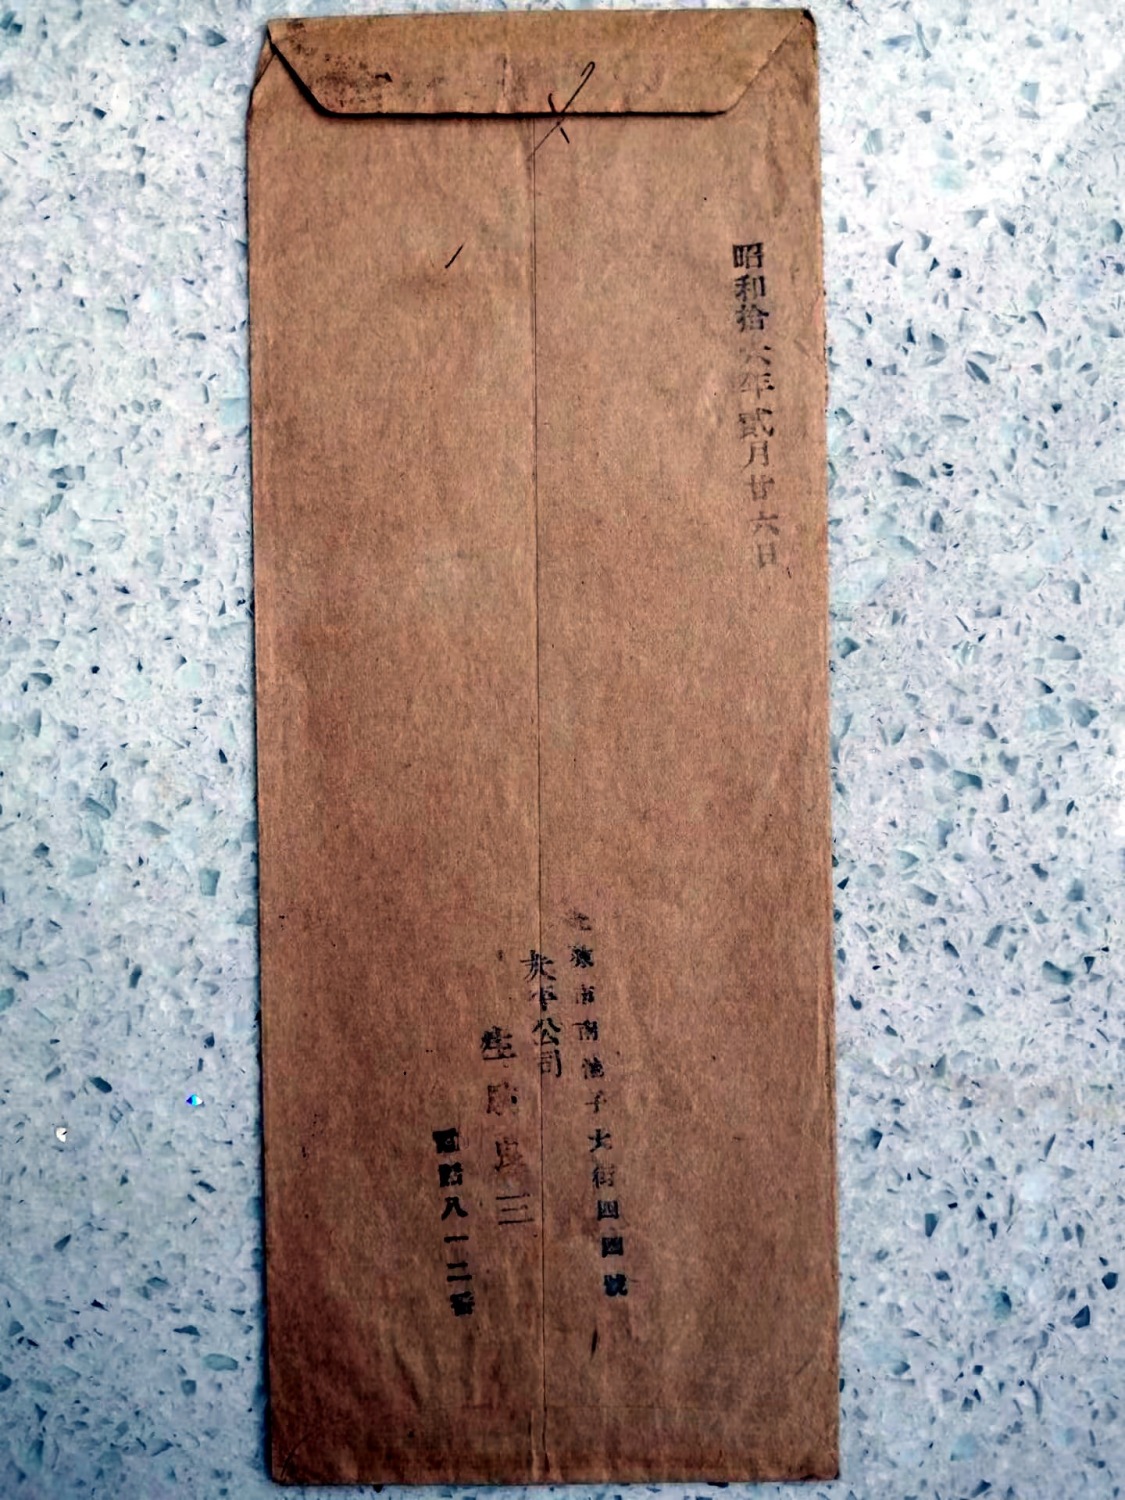 昭和拾六年貳月廿六日
市南池子大街四四號
公司
三
電話八一二番